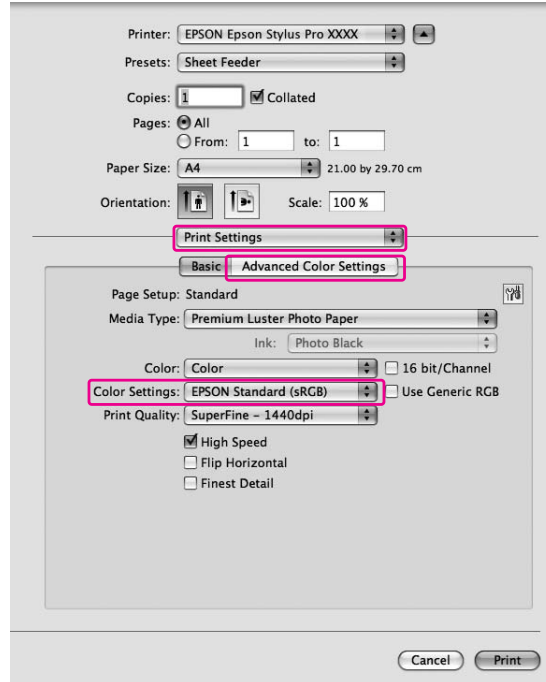 Printer: EPSON Epson Stylus Pro XXXX
Presets: Sheet Feeder
Copies: 1 Collated
Pages: All
From: 1 to: 1
Paper Size: A4 21.00 by 29.70 cm
Orientation: Scale: 100 %
Print Settings
Basic Advanced Color Settings
Page Setup: Standard
Media Type: Premium Luster Photo Paper
Ink: Photo Black
Color: Color 16 bit/Channel
Color Settings: EPSON Standard (sRGB) Use Generic RGB
Print Quality: SuperFine – 1440dpi
High Speed
Flip Horizontal
Finest Detail
Cancel Print